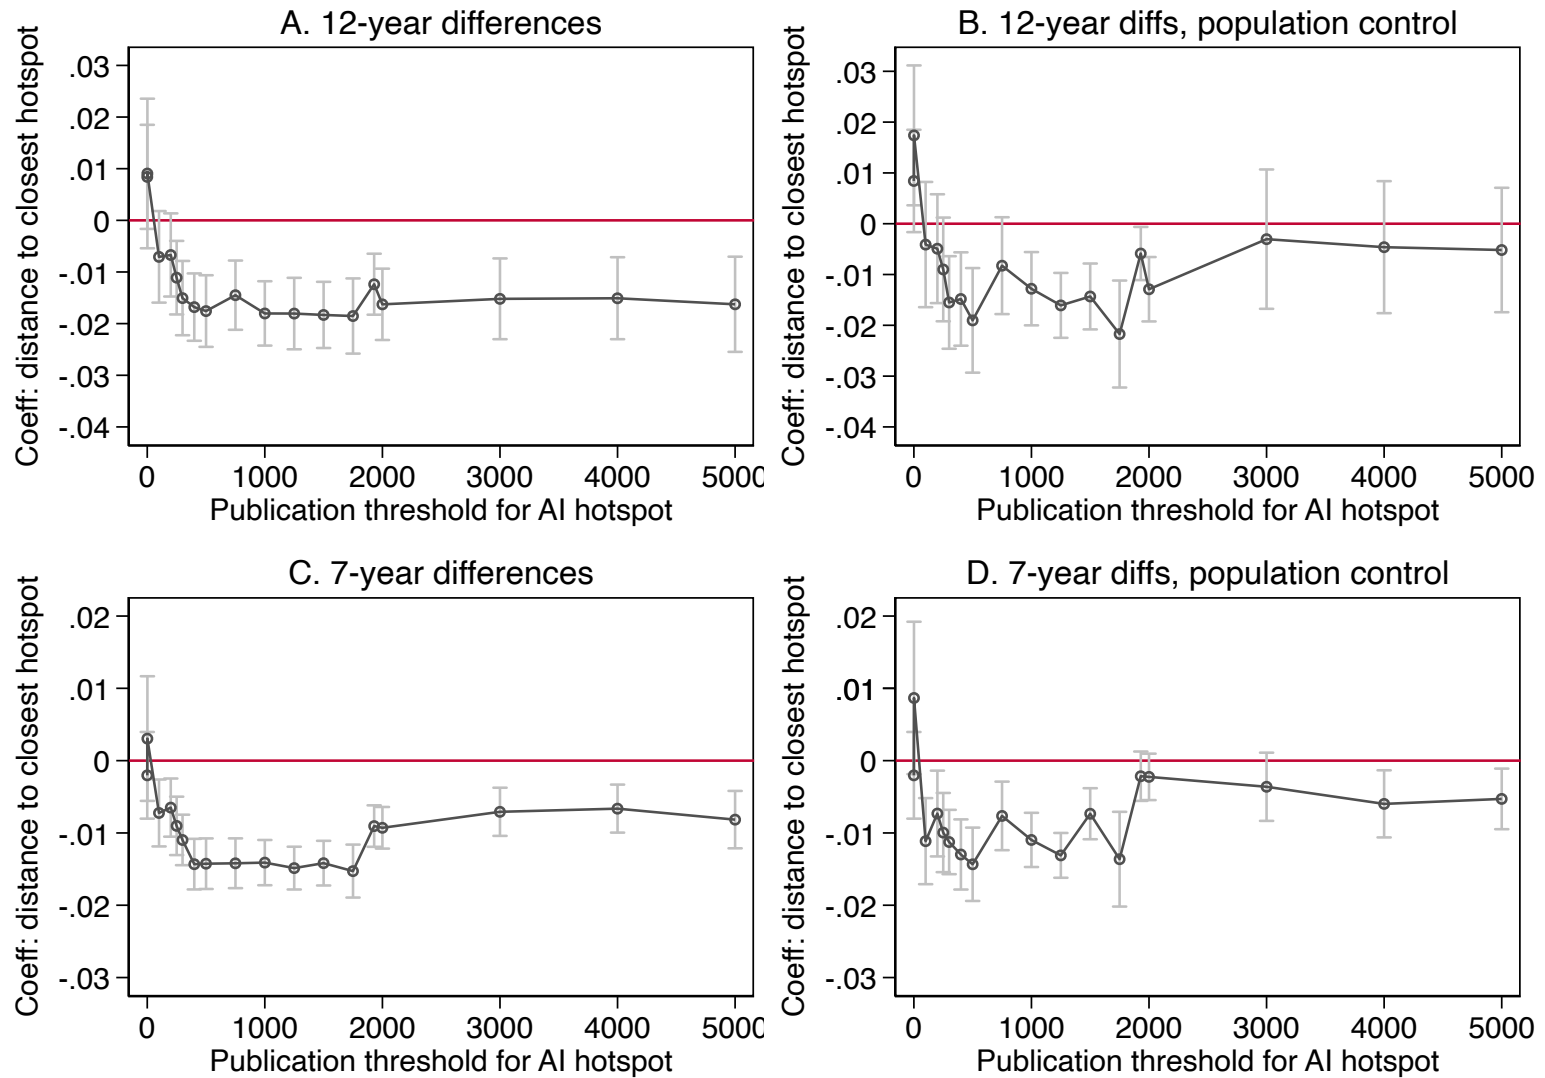 A. 12-year differences
Coeff: distance to closest hotspot
.03
.02
.01
0
-.01
-.02
-.03
-.04
0 1000 2000 3000 4000 5000
Publication threshold for AI hotspot
B. 12-year diffs, population control
Coeff: distance to closest hotspot
.03
.02
.01
0
-.01
-.02
-.03
-.04
0 1000 2000 3000 4000 5000
Publication threshold for AI hotspot
C. 7-year differences
Coeff: distance to closest hotspot
.02
.01
0
-.01
-.02
-.03
0 1000 2000 3000 4000 5000
Publication threshold for AI hotspot
D. 7-year diffs, population control
Coeff: distance to closest hotspot
.02
.01
0
-.01
-.02
-.03
0 1000 2000 3000 4000 5000
Publication threshold for AI hotspot